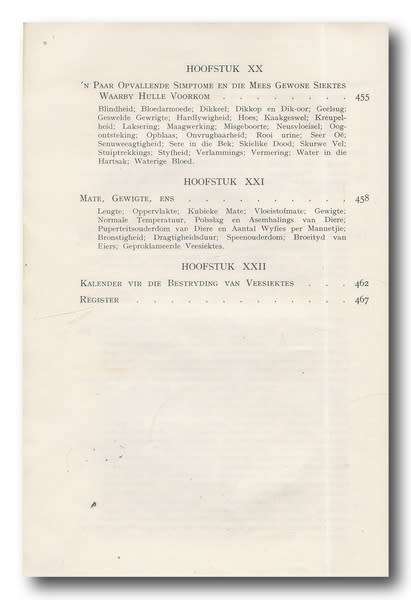 HOOFSTUK XX
'N PAAR OPVALLENDE SIMPTOME EN DIE MEES GEWONE SIEKTES
WAARBY HULLE VOORKOM . . . . . . . . 455
Blindheid; Bloedarmoede; Dikkeel; Dikkop en Dik-oor; Geelsug;
Geswelde Gewrigte; Hardlywigheid; Hoes; Kaakgeswel; Kreupel-
heid; Laksering; Maagwerking; Misgeboorte; Neusvloeisel; Oog-
ontsteking; Opblaas; Onvrugbaarheid; Rooi urine; Seer Oë;
Senuweeagtigheid; Sere in die Bek; Skielike Dood; Skurwe Vel;
Stuiptrekkings; Styfheid; Verlammings; Vermering; Water in die
Hartsak; Waterige Bloed.
HOOFSTUK XXI
MATE, GEWIGTE, ENS . . . . . . . . . . 458
Lengte; Oppervlakte; Kubieke Mate; Vloeistofmate; Gewigte;
Normale Temperatuur, Polsslag en Asemhalings van Diere;
Puperteitsouderdom van Diere en Aantal Wyfies per Mannetjie;
Bronstigheid; Dragtigheidsduur; Speenouderdom; Broeityd van
Eiers; Geproklameerde Veesiektes.
HOOFSTUK XXII
KALENDER VIR DIE BESTRYDING VAN VEESIEKTES . . . 462
REGISTER . . . . . . . . . . . . . 467